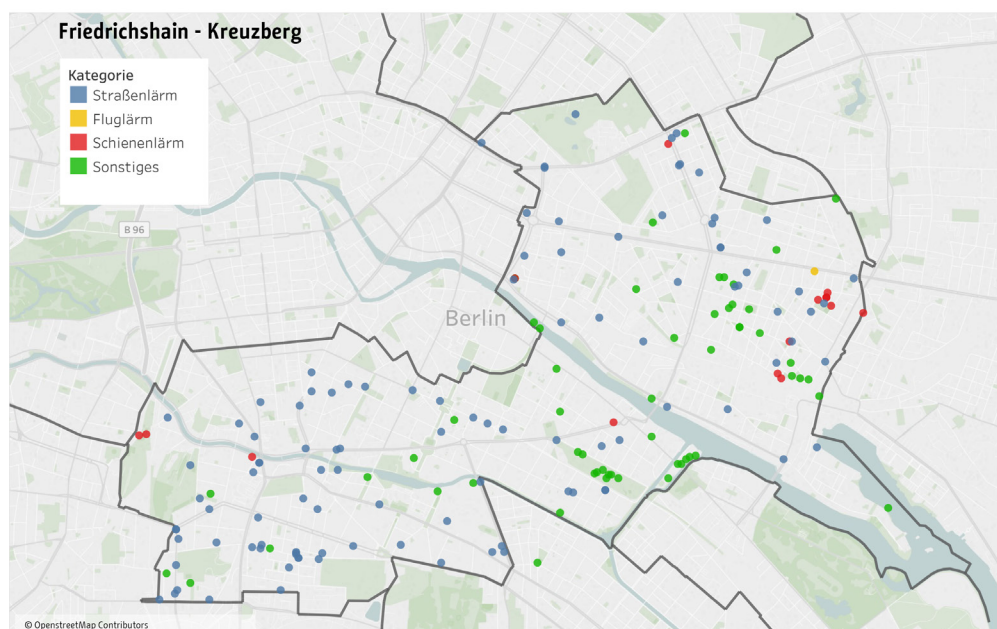 Friedrichshain - Kreuzberg
Kategorie
Straßenlärm
Fluglärm
Schienenlärm
Sonstiges
B 96
Berlin
© OpenstreetMap Contributors